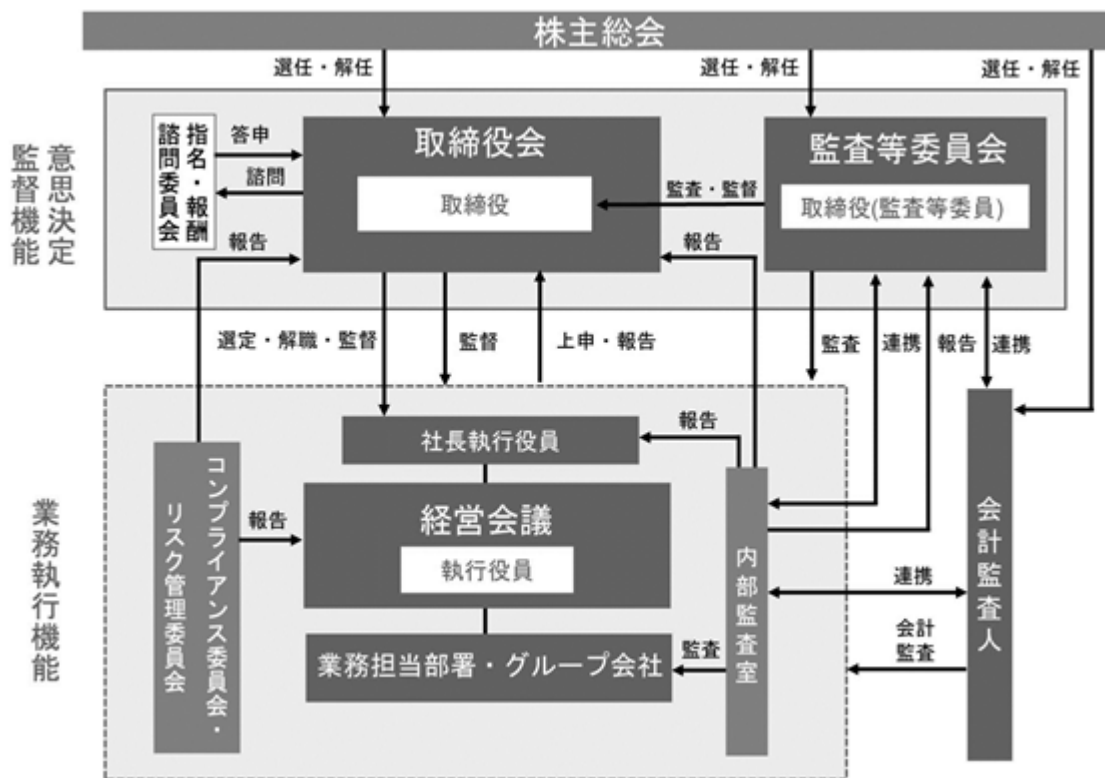 株主総会
選任・解任
選任・解任
選任・解任
意思決定
監督機能
指名・報酬
諮問委員会
答申
諮問
報告
取締役会
取締役
監査・監督
監査等委員会
取締役(監査等委員)
報告
選定・解職・監督
監督
上申・報告
監査
連携
報告
連携
業務執行機能
コンプライアンス委員会・
リスク管理委員会
報告
社長執行役員
報告
経営会議
執行役員
業務担当部署・グループ会社
監査
内部監査室
連携
会計
監査
会計監査人